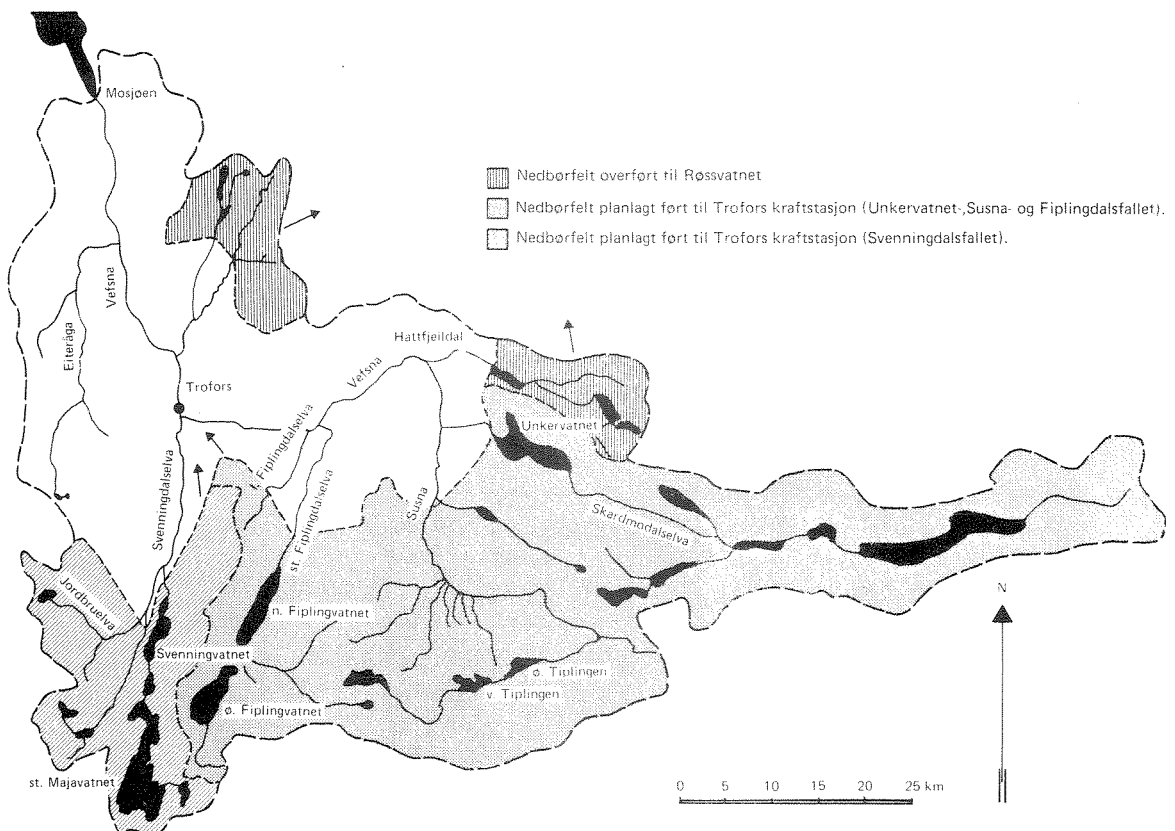 Mosjøen
Nedbørfelt overført til Røssvatnet
Nedbørfelt planlagt ført til Trofors kraftstasjon (Unkervatnet-,Susna- og Fiplingdalsfallet).
Nedbørfelt planlagt ført til Trofors kraftstasjon (Svenningdalsfallet).
Vefsna
Eiteråga
Hattfjelldal
Vefsna
Trofors
Unkervatnet
Fiplingdalselva
Svenningdalselva
st. Fiplingdalselva
Susna
Skardmodalselva
Jordbruelva
n. Fiplingvatnet
N
Svenningvatnet
ø. Tiplingen
v. Tiplingen
ø. Fiplingvatnet
st. Majavatnet
0 5 10 15 20 25 km